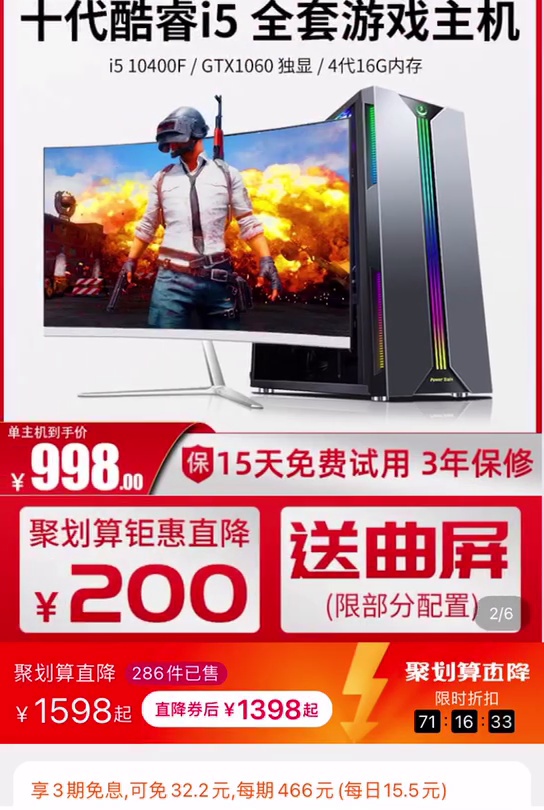 十代酷睿i5 全套游戏主机
i5 10400F / GTX1060 独显 / 4代16G内存
单主机到手价
¥998.00
保 15天免费试用 3年保修
聚划算钜惠直降
¥200
送曲屏
(限部分配置)
2/6
聚划算直降 286件已售
¥1598起 直降券后 ¥1398起
聚划算直降
限时折扣
71:16:33
享3期免息,可免32.2元,每期466元(每日15.5元)